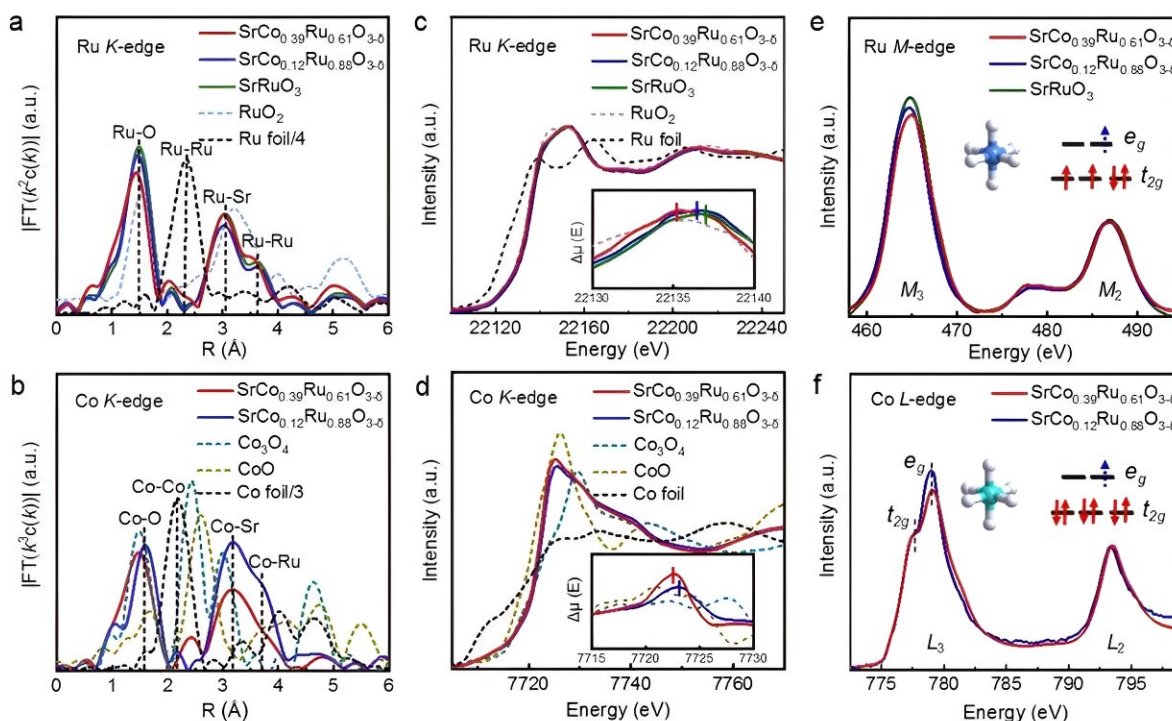 a
Ru K-edge
SrCo0.39Ru0.61O3-δ
SrCo0.12Ru0.88O3-δ
SrRuO3
RuO2
Ru foil/4
Ru-O
Ru-Ru
Ru-Sr
Ru-Ru
|FT(k²c(k))| (a.u.)
0 1 2 3 4 5 6
R (Å)
b
Co K-edge
SrCo0.39Ru0.61O3-δ
SrCo0.12Ru0.88O3-δ
Co3O4
CoO
Co foil/3
Co-Co
Co-O
Co-Sr
Co-Ru
|FT(k³c(k))| (a.u.)
0 1 2 3 4 5 6
R (Å)
c
Ru K-edge
SrCo0.39Ru0.61O3-δ
SrCo0.12Ru0.88O3-δ
SrRuO3
RuO2
Ru foil
Intensity (a.u.)
Δμ (E)
22130 22135 22140
22120 22160 22200 22240
Energy (eV)
d
Co K-edge
SrCo0.39Ru0.61O3-δ
SrCo0.12Ru0.88O3-δ
Co3O4
CoO
Co foil
Intensity (a.u.)
Δμ (E)
7715 7722 7727 7730
7720 7740 7760
Energy (eV)
e
Ru M-edge
SrCo0.39Ru0.61O3-δ
SrCo0.12Ru0.88O3-δ
SrRuO3
eg
t2g
M3
M2
Intensity (a.u.)
460 470 480 490
Energy (eV)
f
Co L-edge
SrCo0.39Ru0.61O3-δ
SrCo0.12Ru0.88O3-δ
eg
t2g
eg
t2g
L3
L2
Intensity (a.u.)
775 780 785 790 795
Energy (eV)